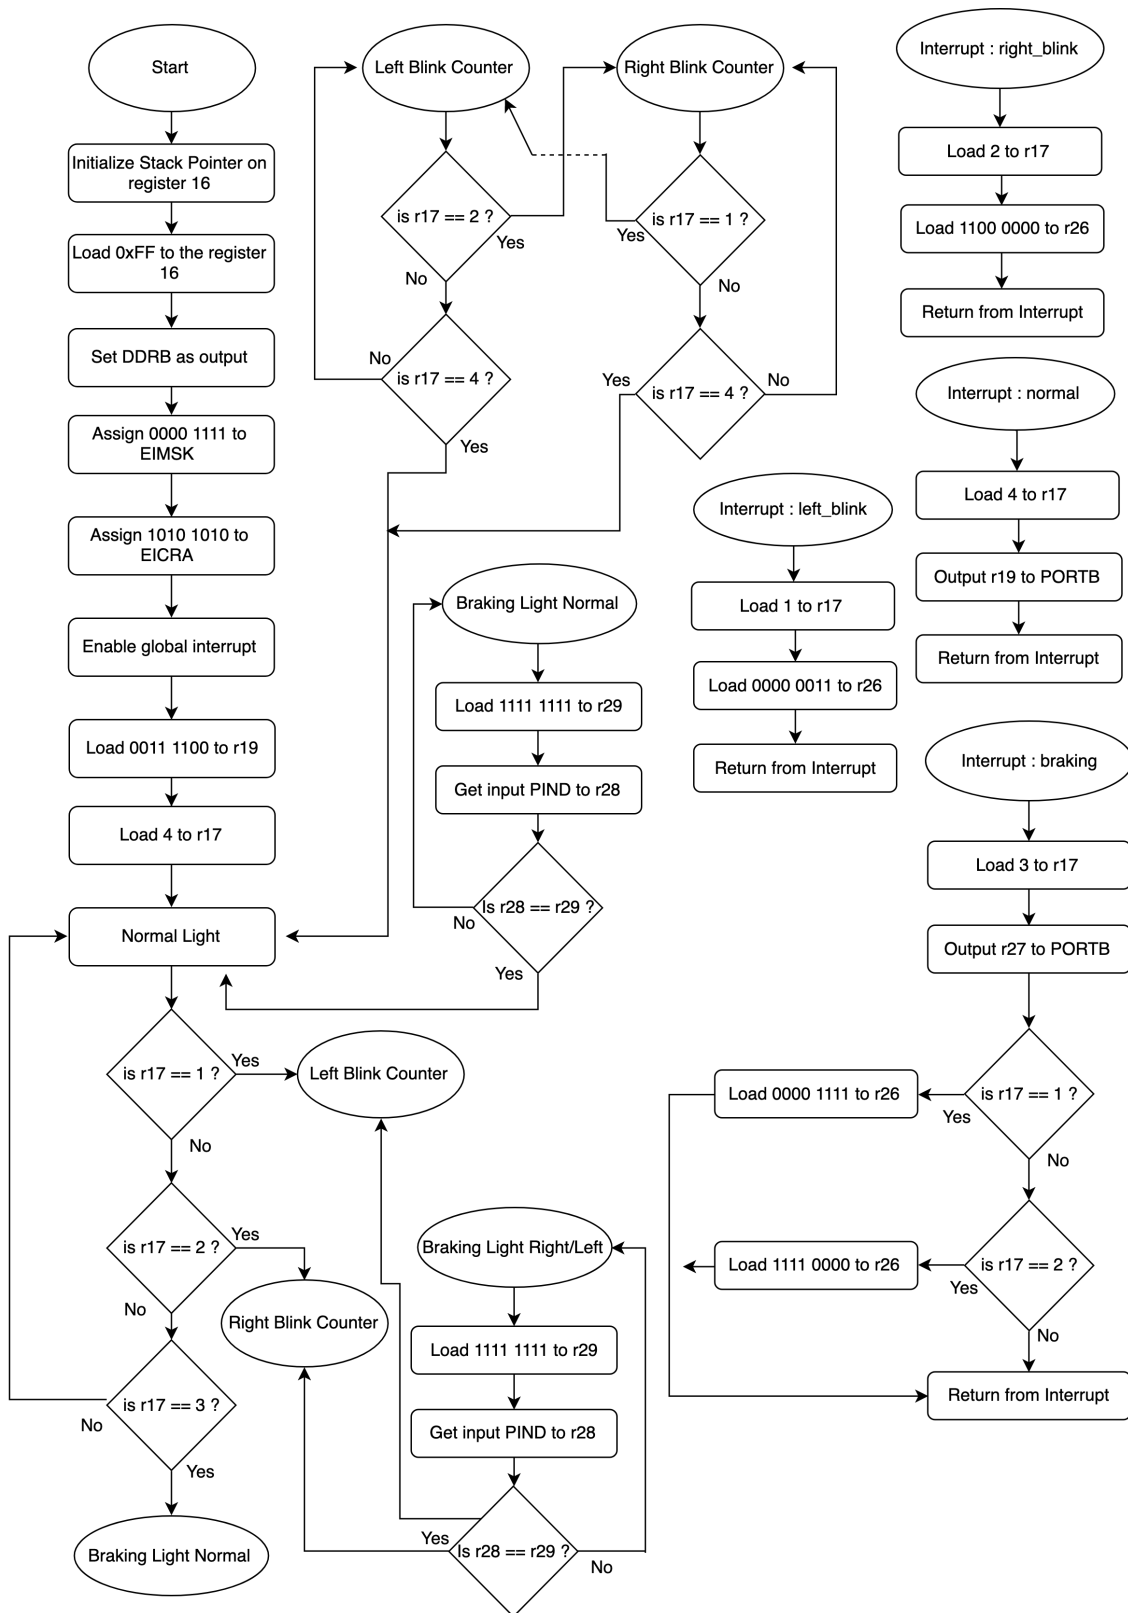 Start
Initialize Stack Pointer on
register 16
Load 0xFF to the register
16
Set DDRB as output
Assign 0000 1111 to
EIMSK
Assign 1010 1010 to
EICRA
Enable global interrupt
Load 0011 1100 to r19
Load 4 to r17
Normal Light
is r17 == 1 ?
Yes
No
Left Blink Counter
is r17 == 2 ?
Yes
No
Right Blink Counter
is r17 == 3 ?
No
Yes
Braking Light Normal
Left Blink Counter
is r17 == 2 ?
Yes
No
is r17 == 4 ?
No
Yes
Right Blink Counter
is r17 == 1 ?
Yes
No
is r17 == 4 ?
Yes
No
Braking Light Normal
Load 1111 1111 to r29
Get input PIND to r28
Is r28 == r29 ?
No
Yes
Braking Light Right/Left
Load 1111 1111 to r29
Get input PIND to r28
Is r28 == r29 ?
Yes
No
Interrupt : left_blink
Load 1 to r17
Load 0000 0011 to r26
Return from Interrupt
Interrupt : right_blink
Load 2 to r17
Load 1100 0000 to r26
Return from Interrupt
Interrupt : normal
Load 4 to r17
Output r19 to PORTB
Return from Interrupt
Interrupt : braking
Load 3 to r17
Output r27 to PORTB
is r17 == 1 ?
Yes
No
Load 0000 1111 to r26
is r17 == 2 ?
Yes
No
Load 1111 0000 to r26
Return from Interrupt